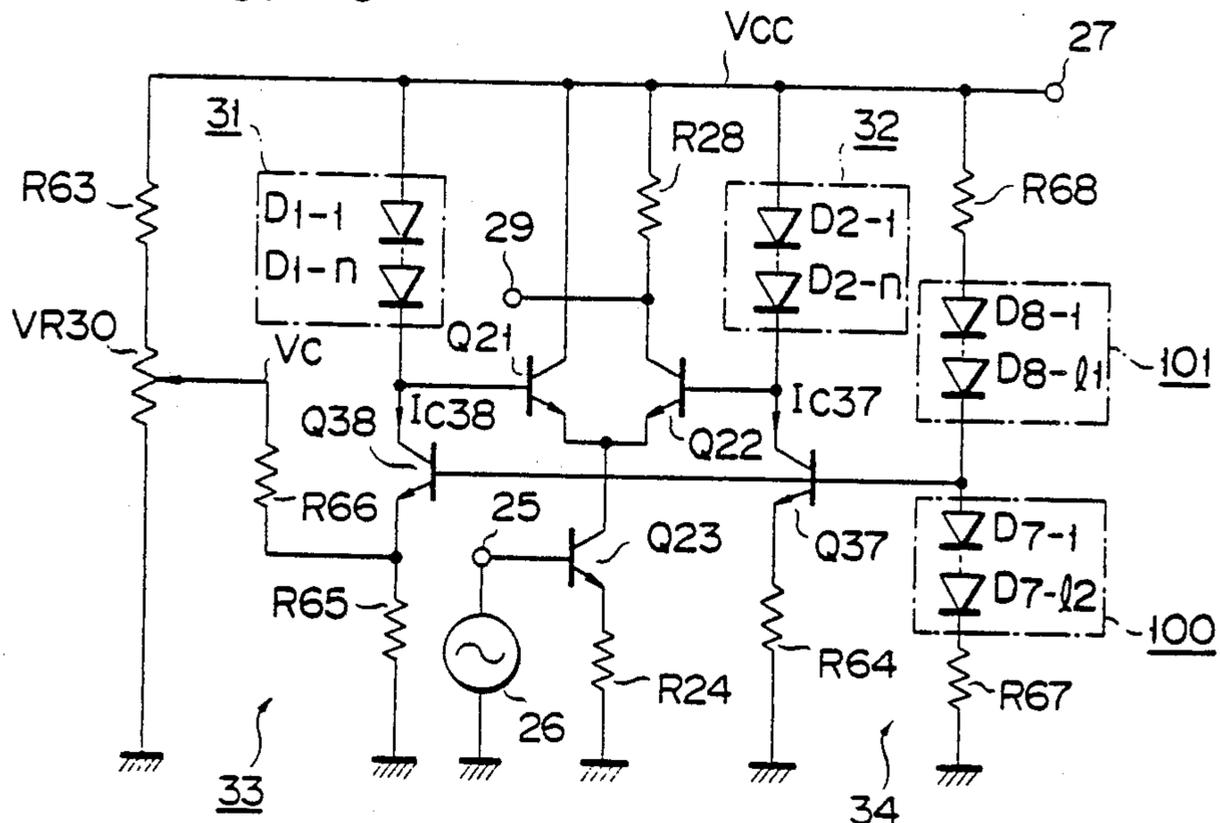 VCC
27
31
R28
32
R63
R68
D1-1
D2-1
29
D1-n
D2-n
D8-1
VR30
VC
Q21
D8-ℓ1
101
IC38
IC37
Q38
Q22
R66
25
Q23
Q37
D7-1
R65
D7-ℓ2
100
R64
R24
R67
26
33
34